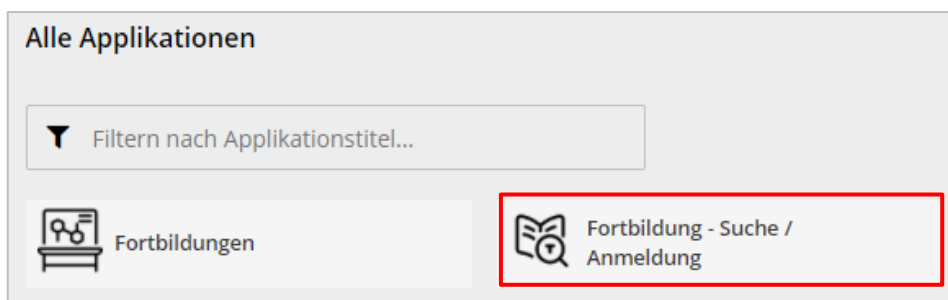 Alle Applikationen
Filtern nach Applikationstitel...
Fortbildungen
Fortbildung - Suche /
Anmeldung